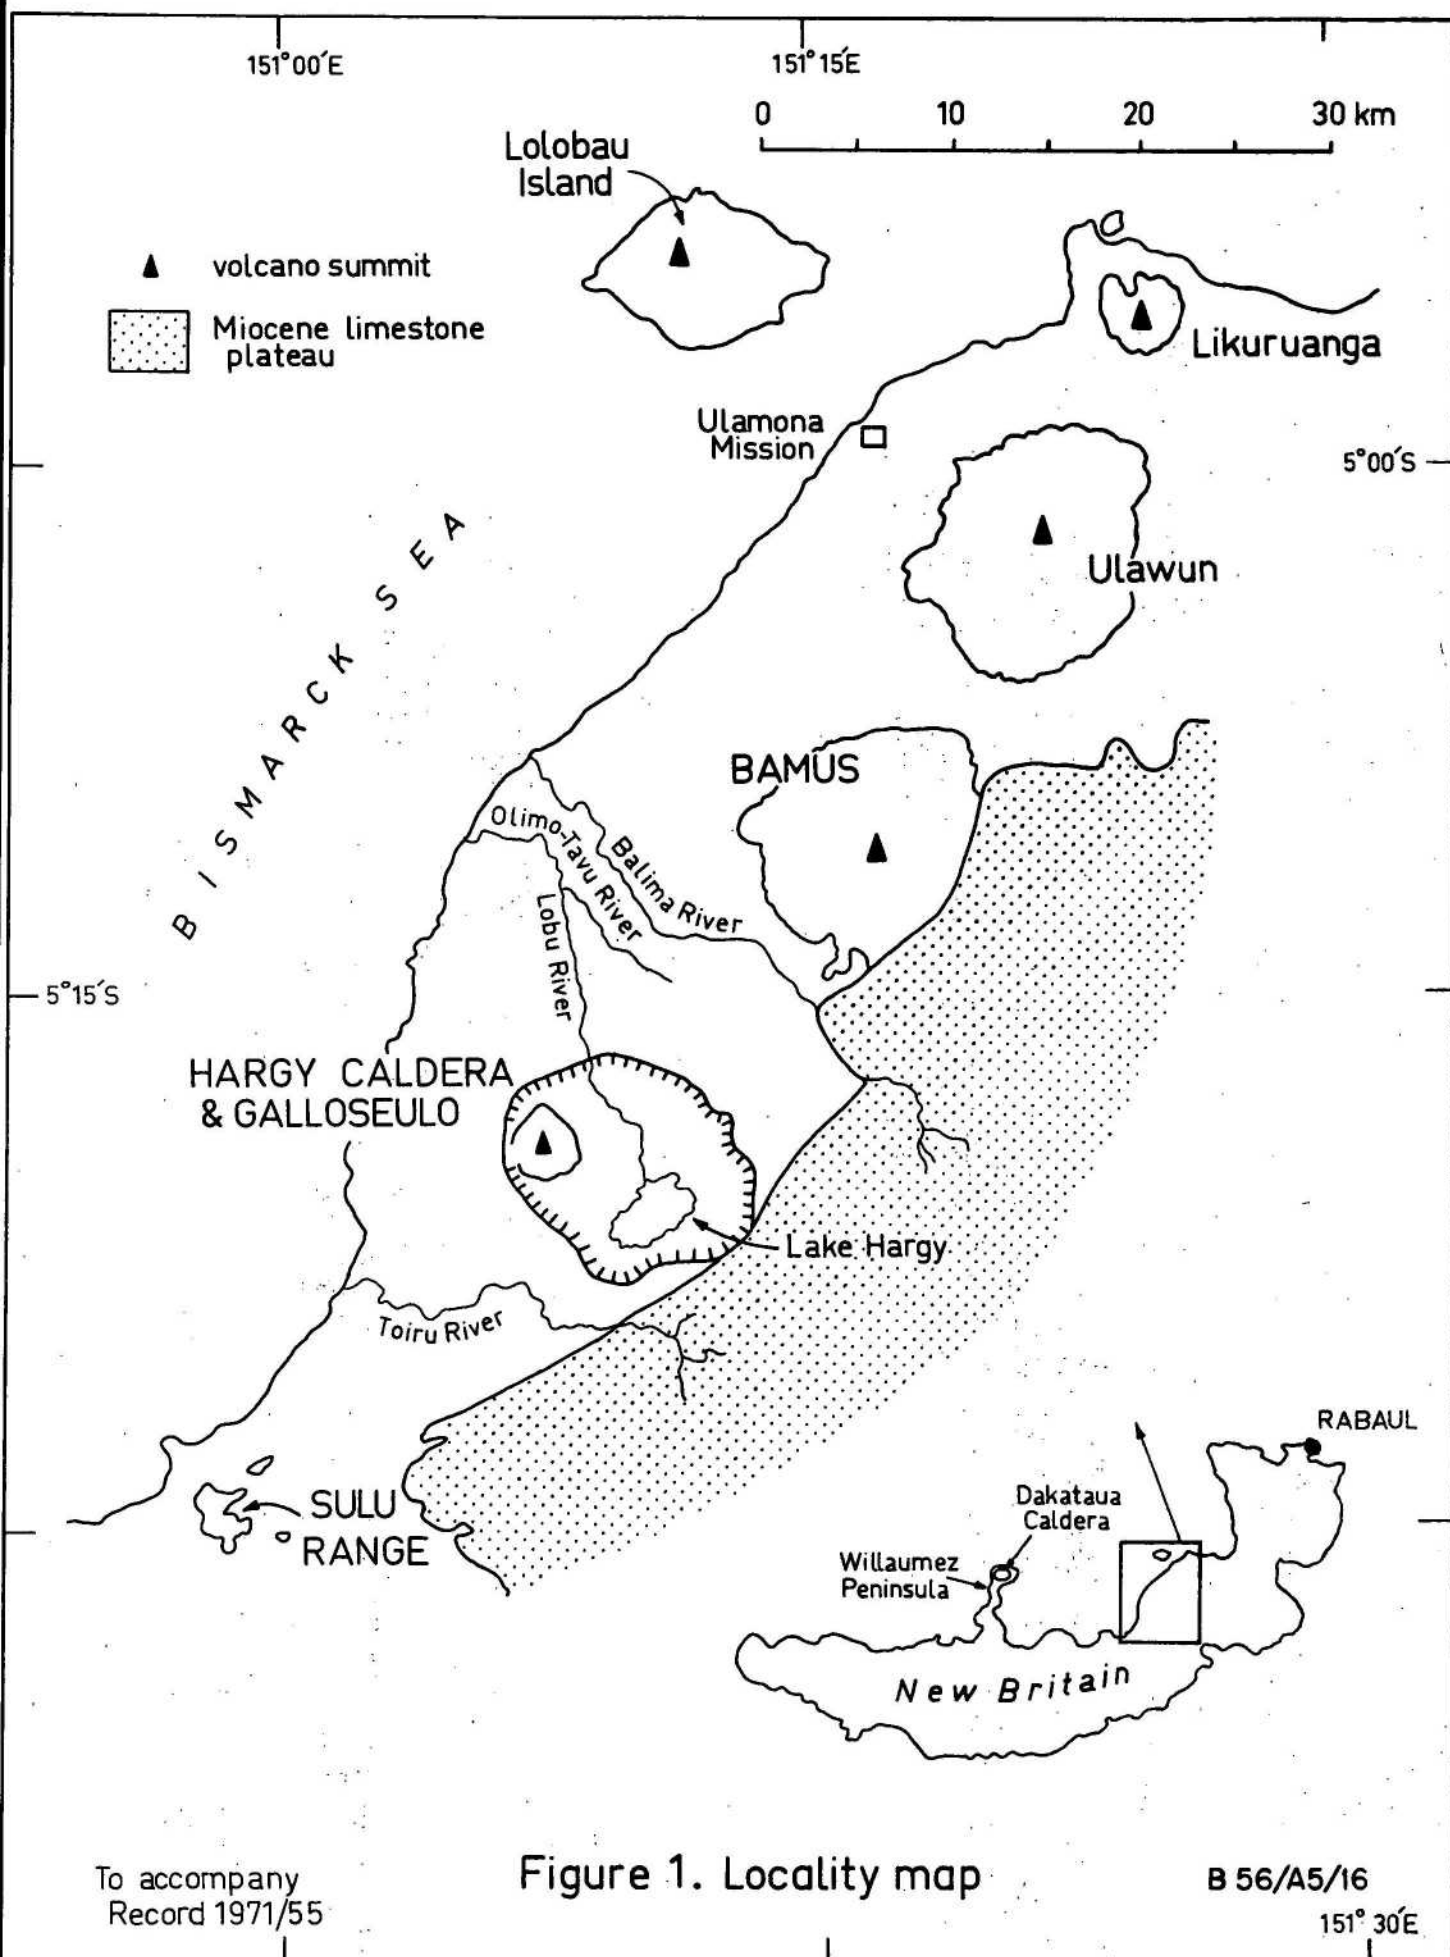 151°00'E
151°15'E
0 10 20 30 km
Lolobau
Island
volcano summit
Miocene limestone
plateau
Likuruanga
Ulamona
Mission
5°00'S
Ulawun
BISMARCK SEA
BAMUS
Olimo-Tavu River
Balima River
Lobu River
5°15'S
HARGY CALDERA
& GALLOSEULO
Lake Hargy
Toiru River
RABAUL
SULU
RANGE
Dakataua
Caldera
Willaumez
Peninsula
New Britain
To accompany
Record 1971/55
Figure 1. Locality map
B 56/A5/16
151° 30'E